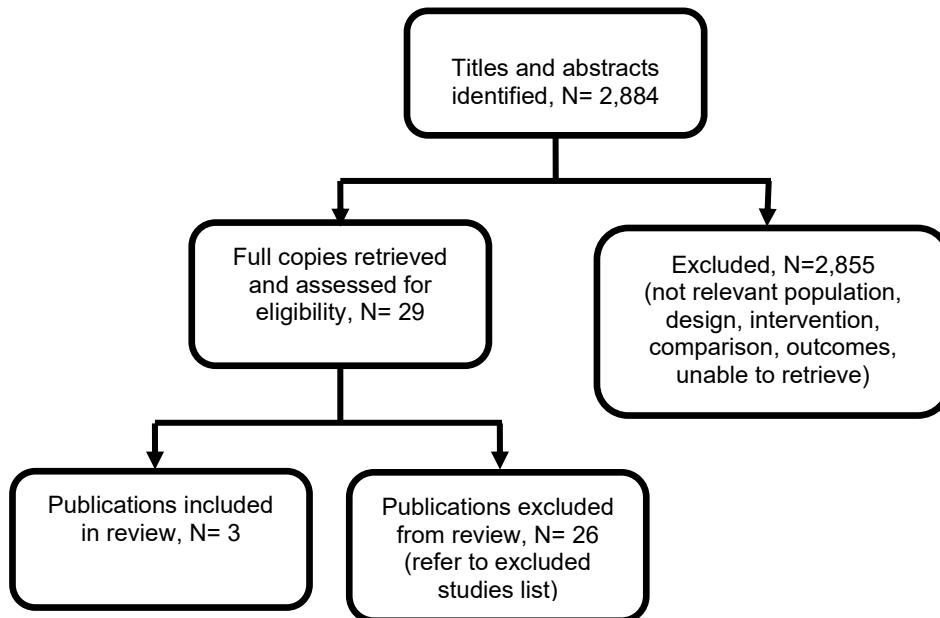 Titles and abstracts
identified, N= 2,884
Full copies retrieved
and assessed for
eligibility, N= 29
Excluded, N=2,855
(not relevant population,
design, intervention,
comparison, outcomes,
unable to retrieve)
Publications included
in review, N= 3
Publications excluded
from review, N= 26
(refer to excluded
studies list)